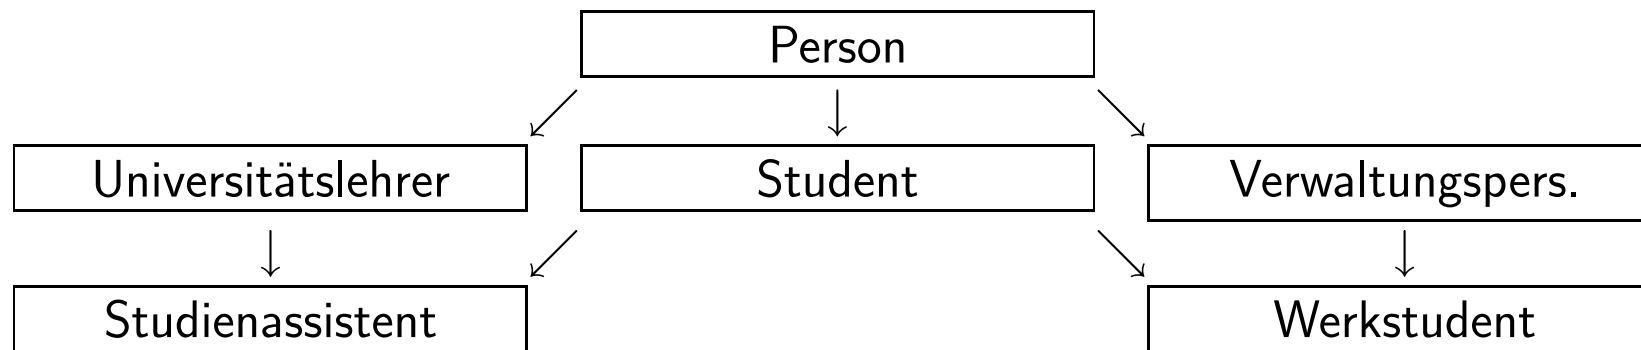 Person
Universitätslehrer
Student
Verwaltungspers.
Studienassistent
Werkstudent